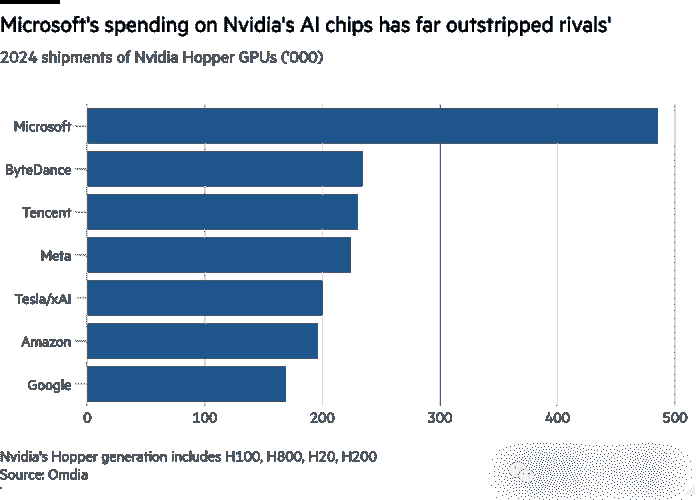 Microsoft's spending on Nvidia's AI chips has far outstripped rivals'
2024 shipments of Nvidia Hopper GPUs ('000)
Microsoft
ByteDance
Tencent
Meta
Tesla/xAI
Amazon
Google
0 100 200 300 400 500
Nvidia's Hopper generation includes H100, H800, H20, H200
Source: Omdia